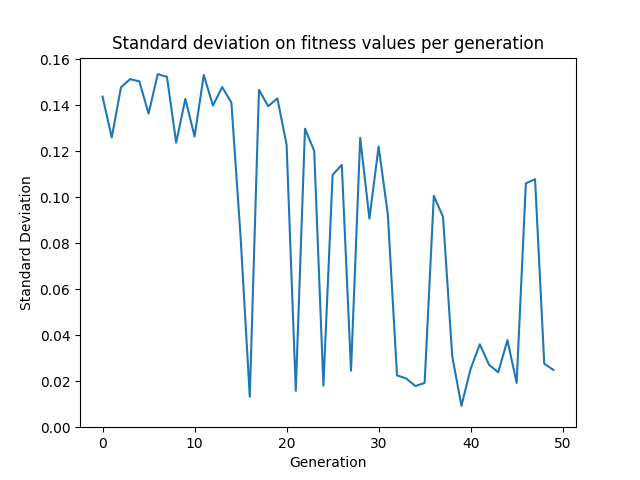 Standard deviation on fitness values per generation
0.16
0.14
0.12
0.10
0.08
0.06
0.04
0.02
0.00
Standard Deviation
0 10 20 30 40 50
Generation